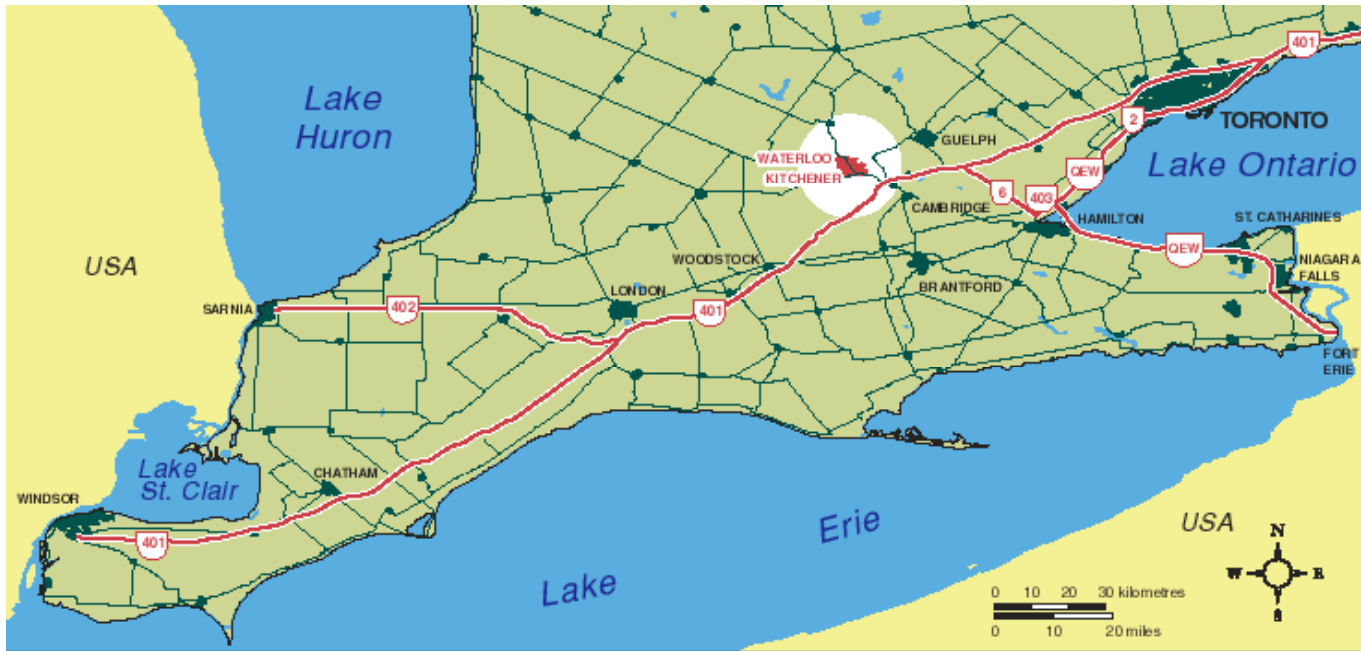 401
Lake
Huron
2
TORONTO
GUELPH
WATERLOO
KITCHENER
QEW
Lake Ontario
6
403
CAMBRIDGE
HAMILTON
ST. CATHARINES
QEW
USA
WOODSTOCK
NIAGARA
FALLS
BRANTFORD
LONDON
SARNIA
402
401
FORT
ERIE
Lake
St. Clair
CHATHAM
WINDSOR
401
Erie
USA
Lake
N
W
E
S
0 10 20 30 kilometres
0 10 20 miles